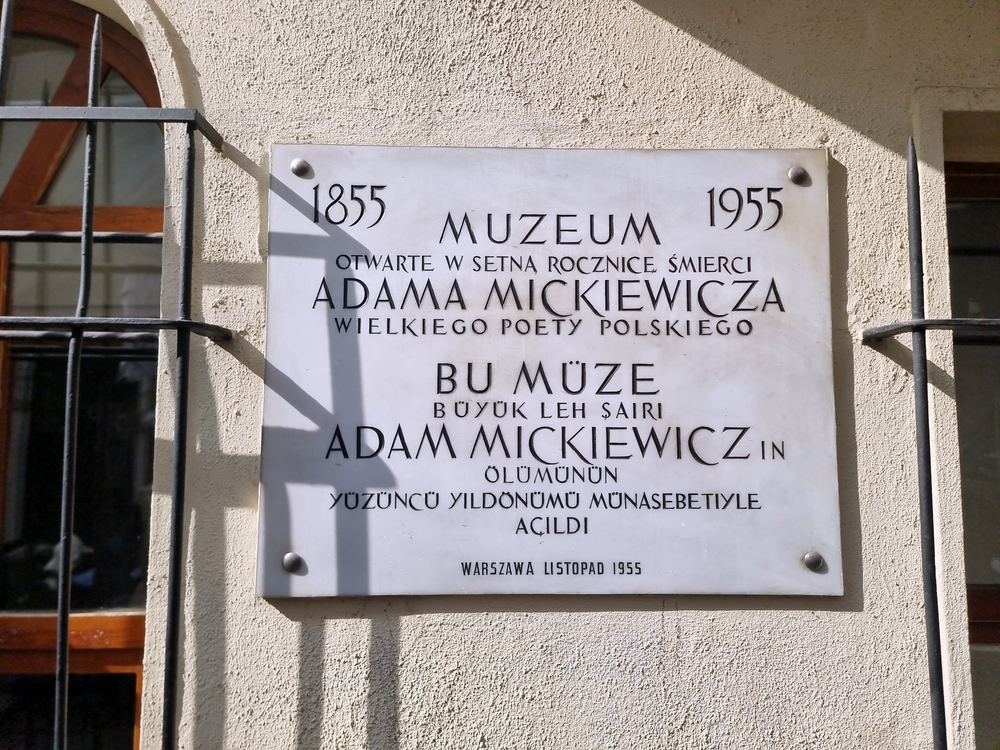 1855 1955
MUZEUM
OTWARTE W SETNĄ ROCZNICĘ ŚMIERCI
ADAMA MICKIEWICZA
WIELKIEGO POETY POLSKIEGO
BU MÜZE
BÜYÜK LEH ŞAIRI
ADAM MICKIEWICZ IN
ÖLÜMÜNÜN
YÜZÜNCÜ YILDÖNÜMÜ MÜNASEBETIYLE
AÇILDI
WARSZAWA LISTOPAD 1955